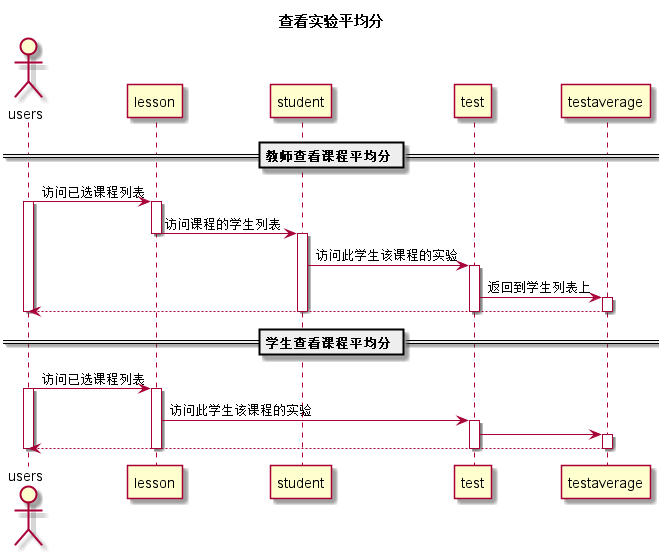 查看实验平均分
users
lesson
student
test
testaverage
教师查看课程平均分
访问已选课程列表
访问课程的学生列表
访问此学生该课程的实验
返回到学生列表上
学生查看课程平均分
访问已选课程列表
访问此学生该课程的实验
users
lesson
student
test
testaverage